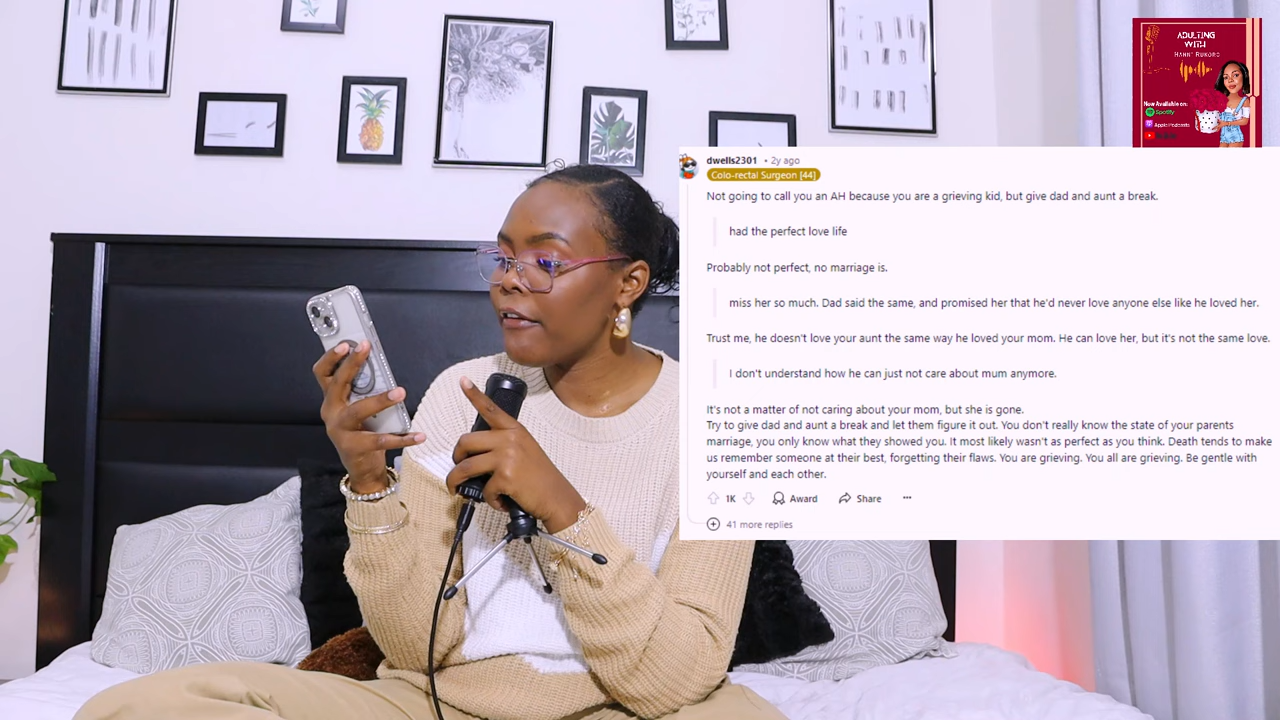 ADULTING
WITH
Now Available on:
Spotify
Apple Podcasts
dwells2301 • 2y ago
Colo-rectal Surgeon [44]
Not going to call you an AH because you are a grieving kid, but give dad and aunt a break.
had the perfect love life
Probably not perfect, no marriage is.
miss her so much. Dad said the same, and promised her that he'd never love anyone else like he loved her.
Trust me, he doesn't love your aunt the same way he loved your mom. He can love her, but it's not the same love.
I don't understand how he can just not care about mum anymore.
It's not a matter of not caring about your mom, but she is gone.
Try to give dad and aunt a break and let them figure it out. You don't really know the state of your parents
marriage, you only know what they showed you. It most likely wasn't as perfect as you think. Death tends to make
us remember someone at their best, forgetting their flaws. You are grieving. You all are grieving. Be gentle with
yourself and each other.
1K Award Share ...
41 more replies